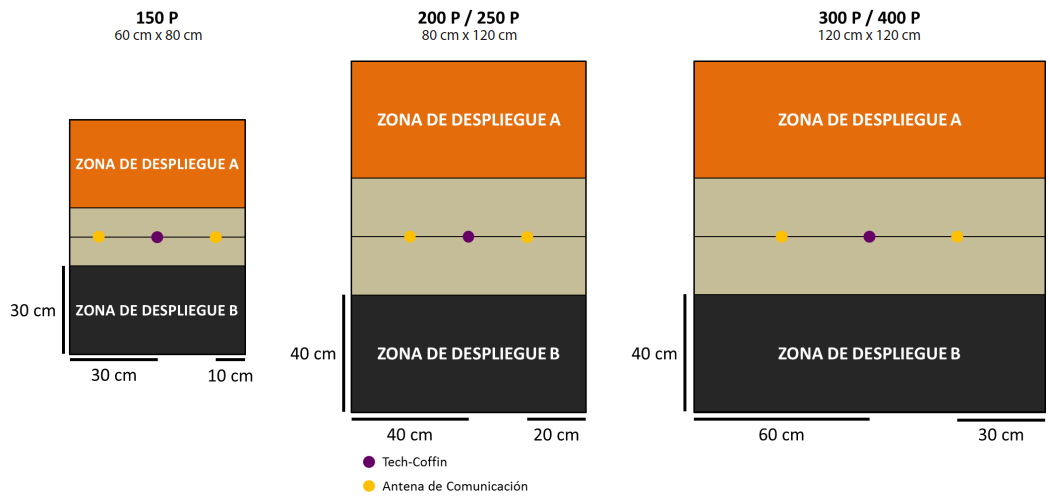 150 P
60 cm x 80 cm
ZONA DE DESPLIEGUE A
ZONA DE DESPLIEGUE B
30 cm
30 cm
10 cm
200 P / 250 P
80 cm x 120 cm
ZONA DE DESPLIEGUE A
ZONA DE DESPLIEGUE B
40 cm
40 cm
20 cm
300 P / 400 P
120 cm x 120 cm
ZONA DE DESPLIEGUE A
ZONA DE DESPLIEGUE B
40 cm
60 cm
30 cm
Tech-Coffin
Antena de Comunicación